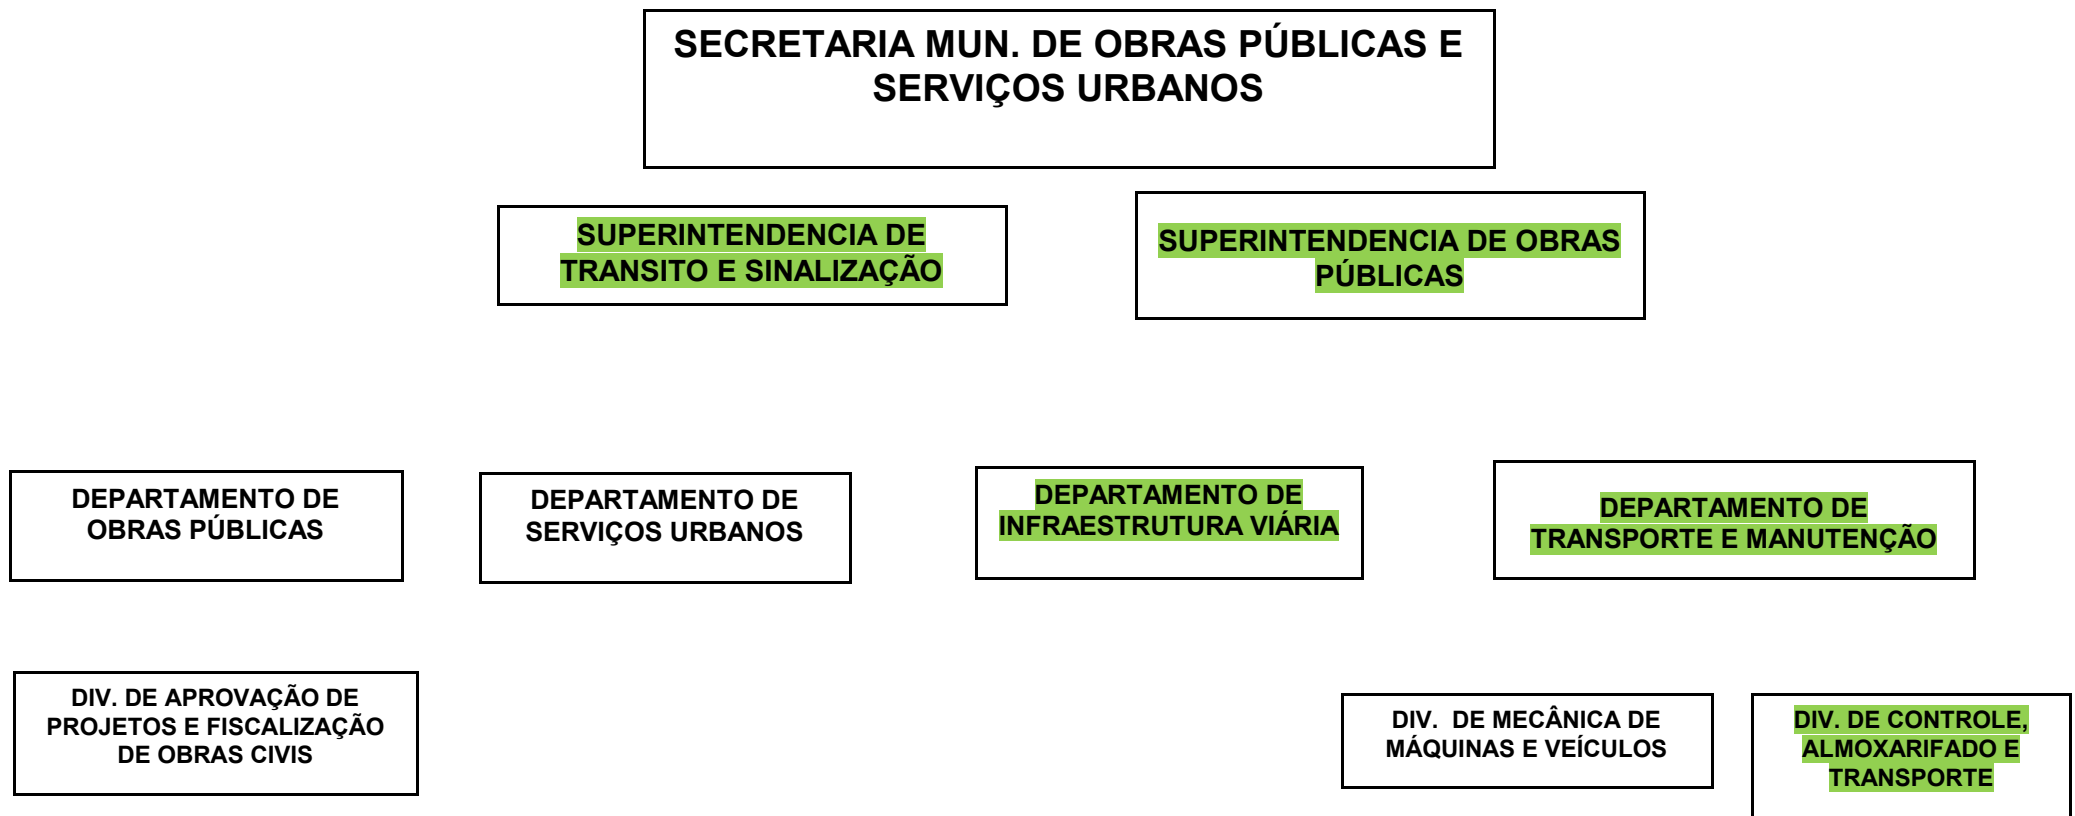 SECRETARIA MUN. DE OBRAS PÚBLICAS E
SERVIÇOS URBANOS
SUPERINTENDENCIA DE
TRANSITO E SINALIZAÇÃO
SUPERINTENDENCIA DE OBRAS
PÚBLICAS
DEPARTAMENTO DE
OBRAS PÚBLICAS
DEPARTAMENTO DE
SERVIÇOS URBANOS
DEPARTAMENTO DE
INFRAESTRUTURA VIÁRIA
DEPARTAMENTO DE
TRANSPORTE E MANUTENÇÃO
DIV. DE APROVAÇÃO DE
PROJETOS E FISCALIZAÇÃO
DE OBRAS CIVIS
DIV. DE MECÂNICA DE
MÁQUINAS E VEÍCULOS
DIV. DE CONTROLE,
ALMOXARIFADO E
TRANSPORTE